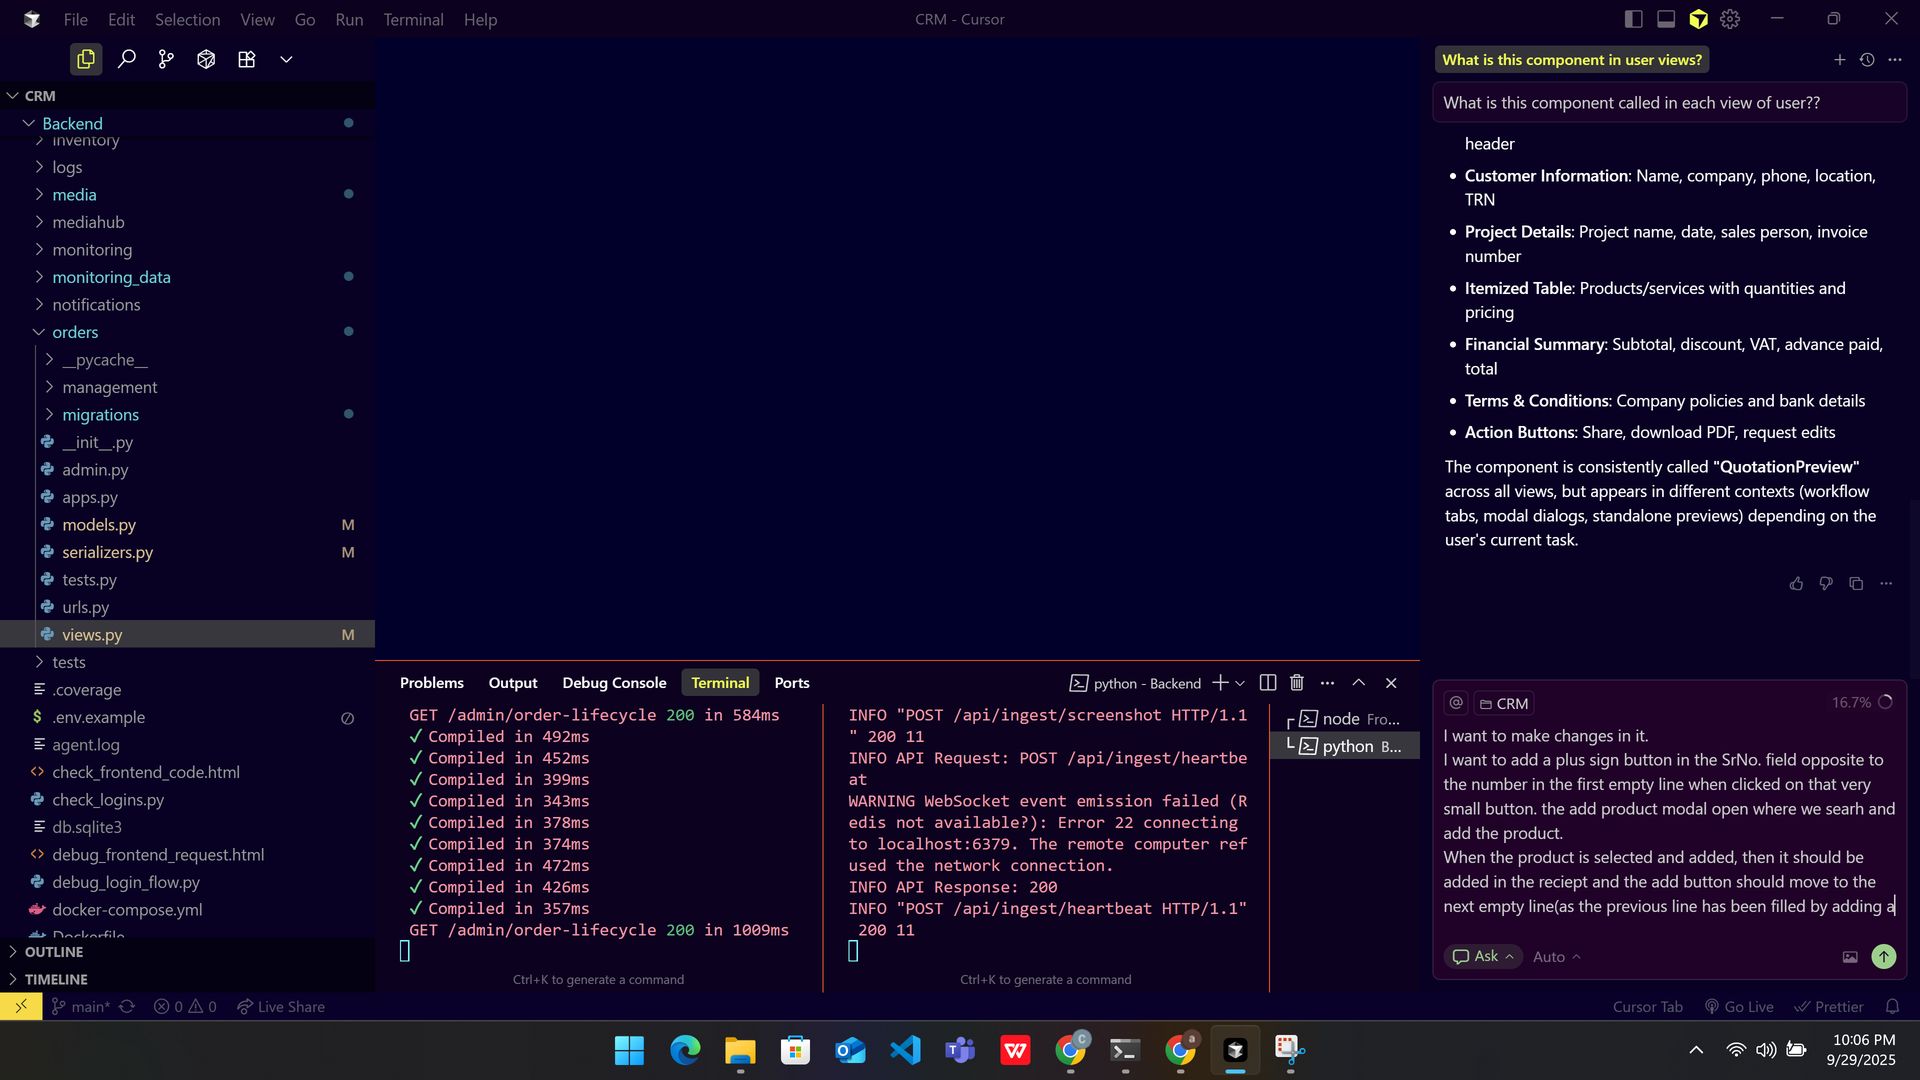 File Edit Selection View Go Run Terminal Help
CRM - Cursor
CRM
Backend
inventory
logs
media
mediahub
monitoring
monitoring_data
notifications
orders
__pycache__
management
migrations
__init__.py
admin.py
apps.py
models.py M
serializers.py M
tests.py
urls.py
views.py M
tests
.coverage
.env.example
agent.log
check_frontend_code.html
check_logins.py
db.sqlite3
debug_frontend_request.html
debug_login_flow.py
docker-compose.yml
Dockerfile
OUTLINE
TIMELINE
Problems Output Debug Console Terminal Ports
python - Backend
GET /admin/order-lifecycle 200 in 584ms
✓ Compiled in 492ms
✓ Compiled in 452ms
✓ Compiled in 399ms
✓ Compiled in 343ms
✓ Compiled in 378ms
✓ Compiled in 374ms
✓ Compiled in 472ms
✓ Compiled in 426ms
✓ Compiled in 357ms
GET /admin/order-lifecycle 200 in 1009ms
Ctrl+K to generate a command
INFO "POST /api/ingest/screenshot HTTP/1.1
" 200 11
INFO API Request: POST /api/ingest/heartbe
at
WARNING WebSocket event emission failed (R
edis not available?): Error 22 connecting
to localhost:6379. The remote computer ref
used the network connection.
INFO API Response: 200
INFO "POST /api/ingest/heartbeat HTTP/1.1"
200 11
Ctrl+K to generate a command
node Fro...
python B...
What is this component in user views?
What is this component called in each view of user??
header
• Customer Information: Name, company, phone, location,
TRN
• Project Details: Project name, date, sales person, invoice
number
• Itemized Table: Products/services with quantities and
pricing
• Financial Summary: Subtotal, discount, VAT, advance paid,
total
• Terms & Conditions: Company policies and bank details
• Action Buttons: Share, download PDF, request edits
The component is consistently called "QuotationPreview"
across all views, but appears in different contexts (workflow
tabs, modal dialogs, standalone previews) depending on the
user's current task.
@ CRM 16.7%
I want to make changes in it.
I want to add a plus sign button in the SrNo. field opposite to
the number in the first empty line when clicked on that very
small button. the add product modal open where we searh and
add the product.
When the product is selected and added, then it should be
added in the reciept and the add button should move to the
next empty line(as the previous line has been filled by adding a
Ask Auto
main* 0 0 Live Share
Cursor Tab Go Live Prettier
10:06 PM
9/29/2025